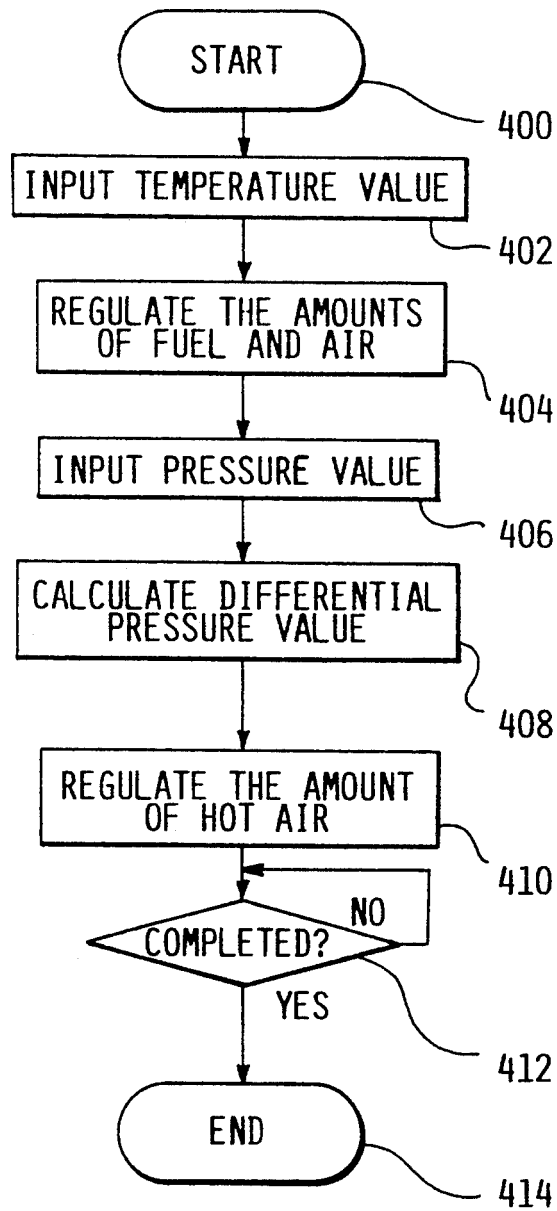 START
400
INPUT TEMPERATURE VALUE
402
REGULATE THE AMOUNTS
OF FUEL AND AIR
404
INPUT PRESSURE VALUE
406
CALCULATE DIFFERENTIAL
PRESSURE VALUE
408
REGULATE THE AMOUNT
OF HOT AIR
410
NO
COMPLETED?
YES
412
END
414